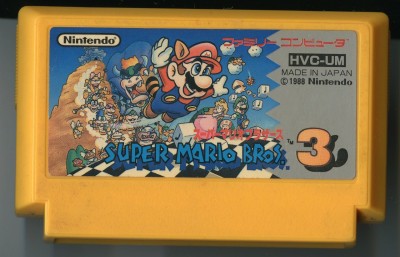 Nintendo
ファミリー コンピュータ
HVC-UM
MADE IN JAPAN
© 1988 Nintendo
スーパーマリオブラザーズ
SUPER MARIO BROS.™ 3